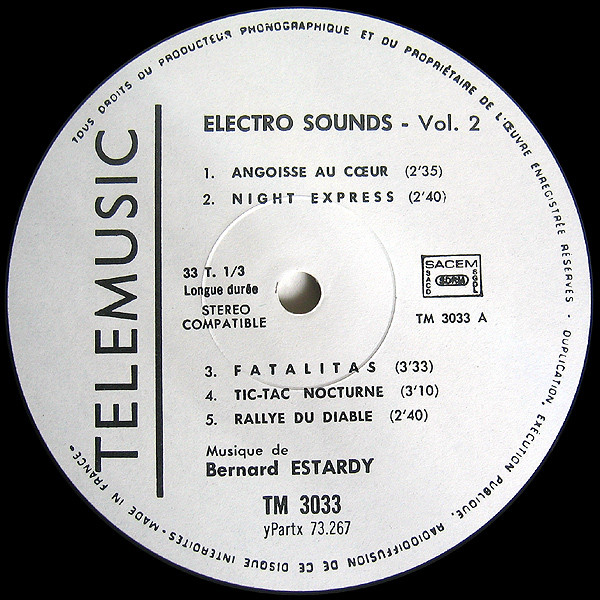 TOUS DROITS DU PRODUCTEUR PHONOGRAPHIQUE ET DU PROPRIÉTAIRE DE L'ŒUVRE ENREGISTRÉE RÉSERVÉS - DUPLICATION, EXÉCUTION PUBLIQUE, RADIODIFFUSION DE CE DISQUE INTERDITES - MADE IN FRANCE -
TELEMUSIC
ELECTRO SOUNDS - Vol. 2
1. ANGOISSE AU CŒUR (2'35)
2. NIGHT EXPRESS (2'40)
33 T. 1/3
Longue durée
STEREO
COMPATIBLE
SACEM
SACD
SDRM
SGDL
TM 3033 A
3. FATALITAS (3'33)
4. TIC-TAC NOCTURNE (3'10)
5. RALLYE DU DIABLE (2'40)
Musique de
Bernard ESTARDY
TM 3033
yPartx 73.267